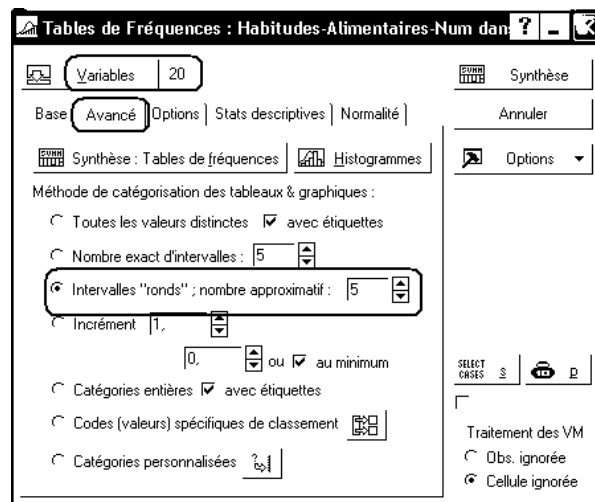 Tables de Fréquences : Habitudes-Alimentaires-Num dan ? _
Variables 20
Synthèse
Base Avancé Options Stats descriptives Normalité
Annuler
Synthèse : Tables de fréquences Histogrammes
Options
Méthode de catégorisation des tableaux & graphiques :
Toutes les valeurs distinctes avec étiquettes
Nombre exact d'intervalles : 5
Intervalles "ronds" ; nombre approximatif : 5
Incrément 1,
0, ou au minimum
SELECT CASES S D
Catégories entières avec étiquettes
Codes (valeurs) spécifiques de classement
Traitement des VM
Catégories personnalisées
Obs. ignorée
Cellule ignorée